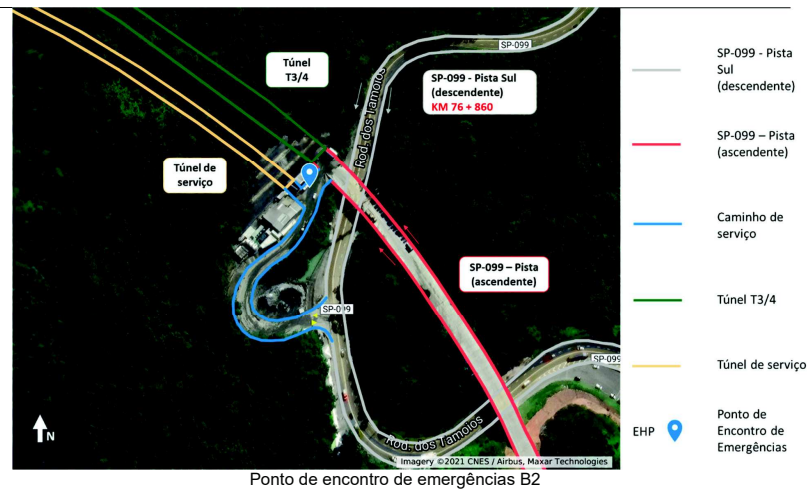 SP-099
Túnel
T3/4
SP-099 - Pista Sul
(descendente)
KM 76 + 860
Rod. dos Tamoios
Túnel de
serviço
SP-099 – Pista
(ascendente)
SP-099
SP-099
Rod. dos Tamoios
Imagery ©2021 CNES / Airbus, Maxar Technologies
N
SP-099 - Pista
Sul
(descendente)
SP-099 – Pista
(ascendente)
Caminho de
serviço
Túnel T3/4
Túnel de serviço
EHP
Ponto de
Encontro de
Emergências
Ponto de encontro de emergências B2